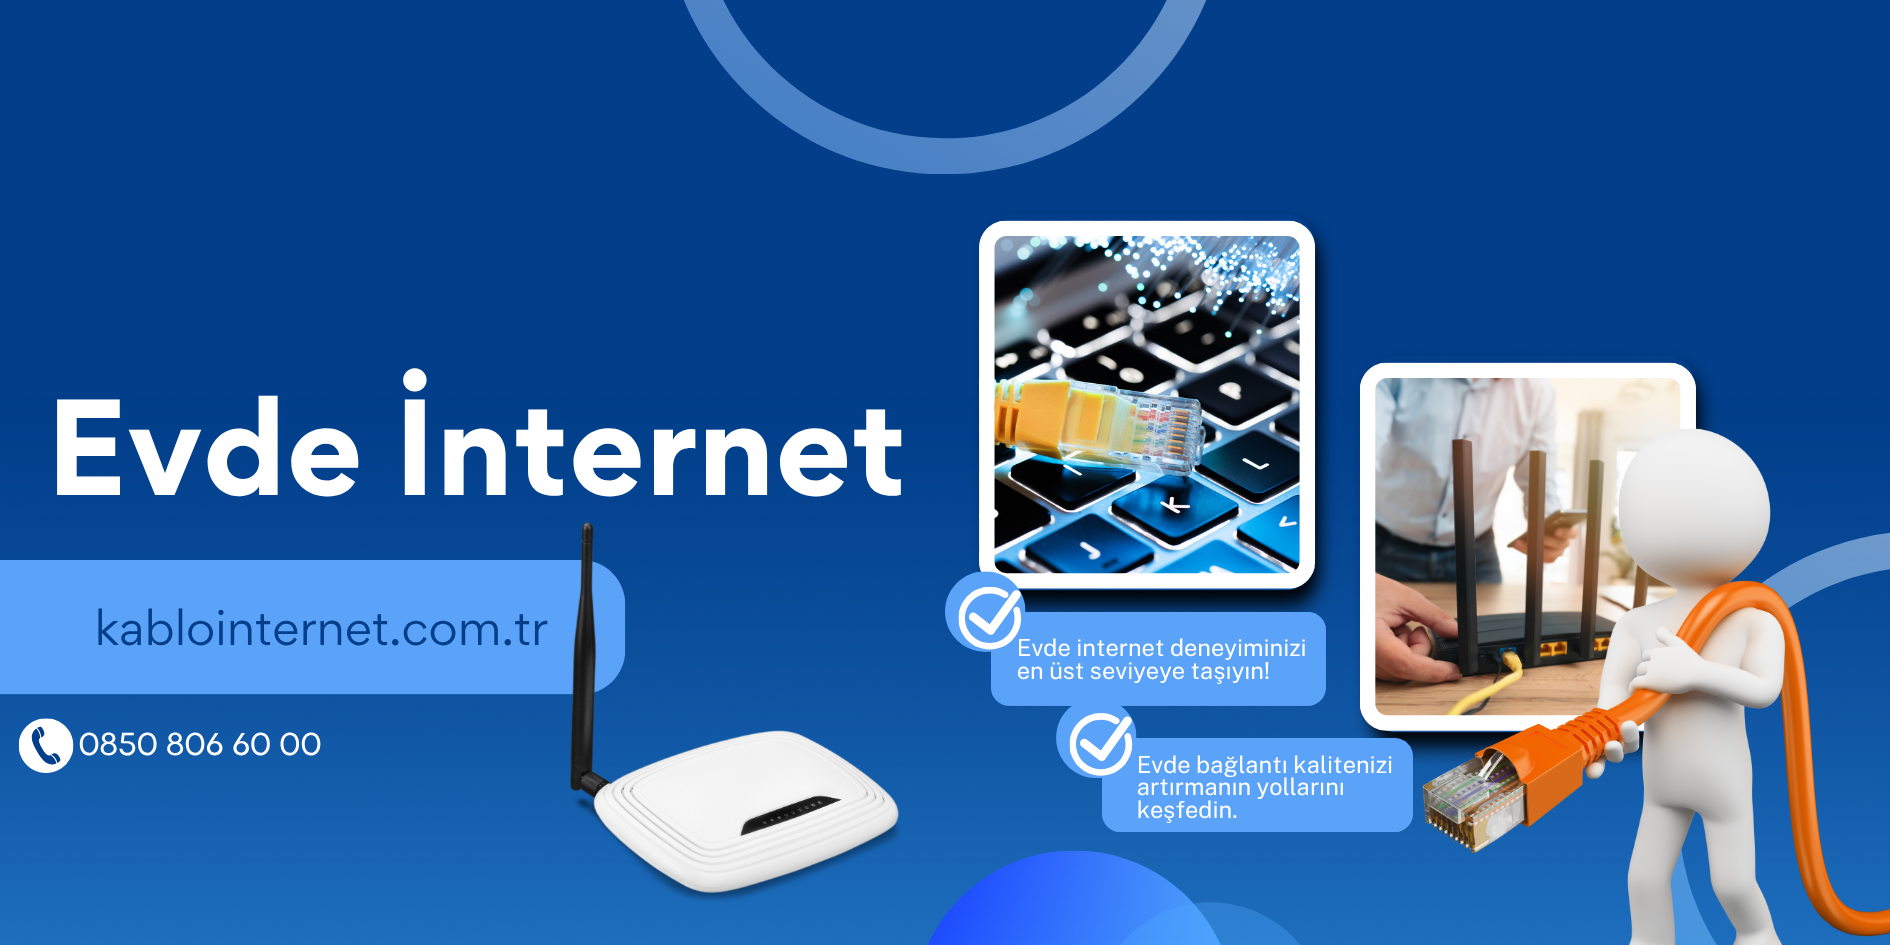 Evde İnternet
kablointernet.com.tr
0850 806 60 00
Evde internet deneyiminizi
en üst seviyeye taşıyın!
Evde bağlantı kalitenizi
artırmanın yollarını
keşfedin.
L
K
J